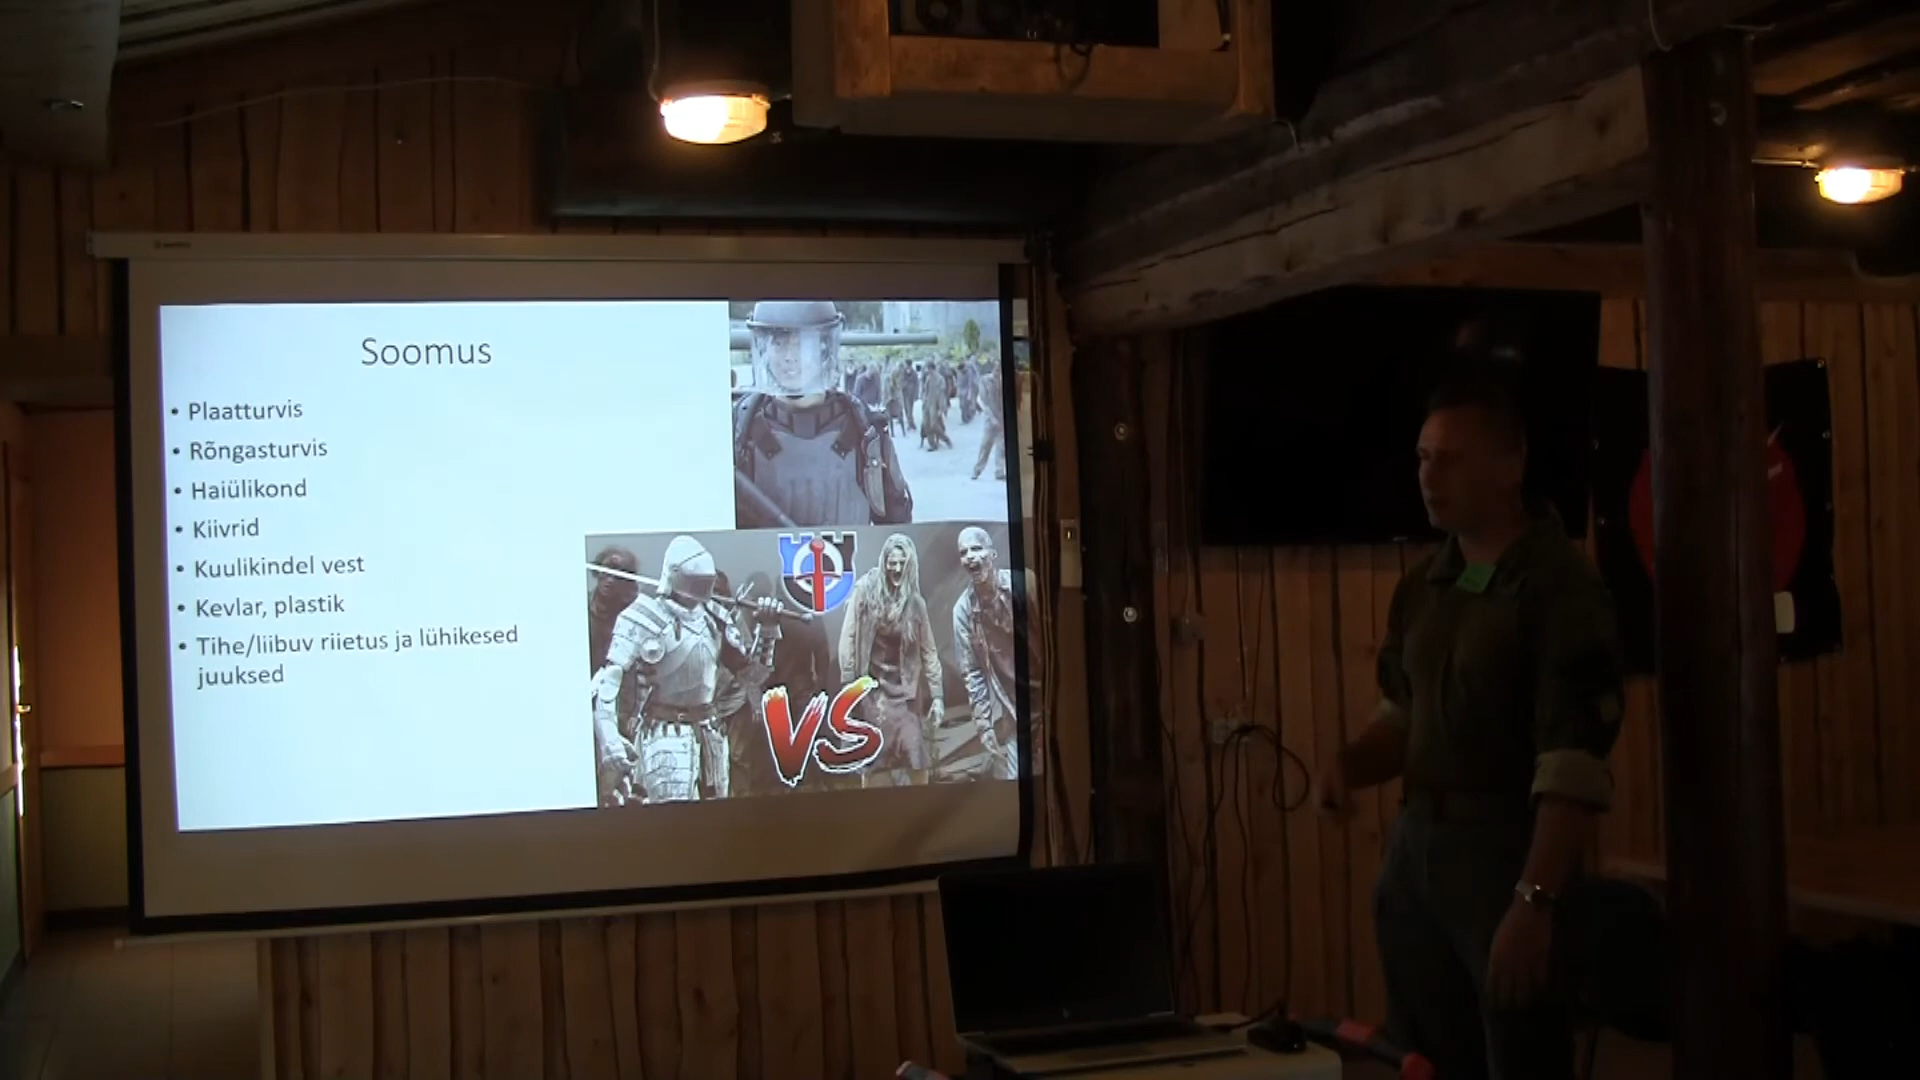 Soomus
• Plaatturvis
• Rõngasturvis
• Haiülikond
• Kiivrid
• Kuulikindel vest
• Kevlar, plastik
• Tihe/liibuv riietus ja lühikesed
juuksed
VS